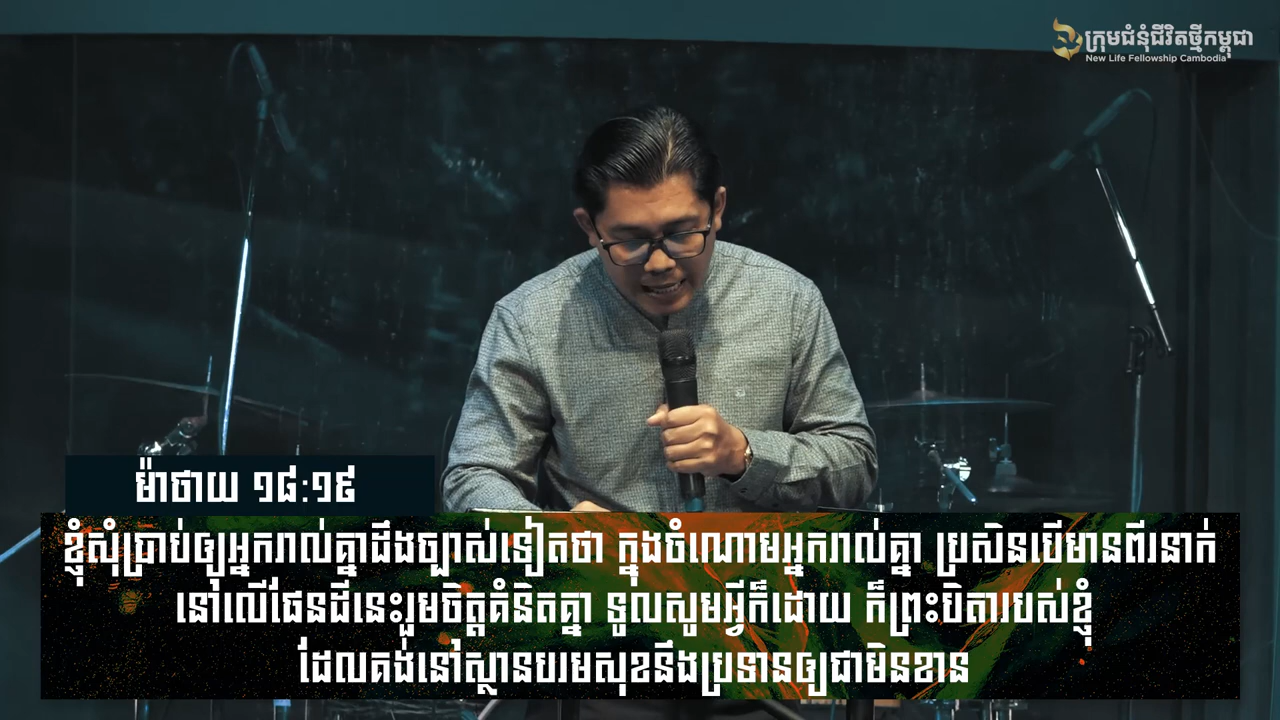 ក្រុមជំនុំជីវិតថ្មីកម្ពុជា
New Life Fellowship Cambodia
ម៉ាថាយ ១៨:១៩
ខ្ញុំសុំប្រាប់ឲ្យអ្នករាល់គ្នាដឹងច្បាស់ទៀតថា ក្នុងចំណោមអ្នករាល់គ្នា ប្រសិនបើមានពីរនាក់
នៅលើផែនដីនេះរួមចិត្តគំនិតគ្នា ទូលសូមអ្វីក៏ដោយ ក៏ព្រះបិតារបស់ខ្ញុំ
ដែលគង់នៅស្ថានបរមសុខនឹងប្រទានឲ្យជាមិនខាន